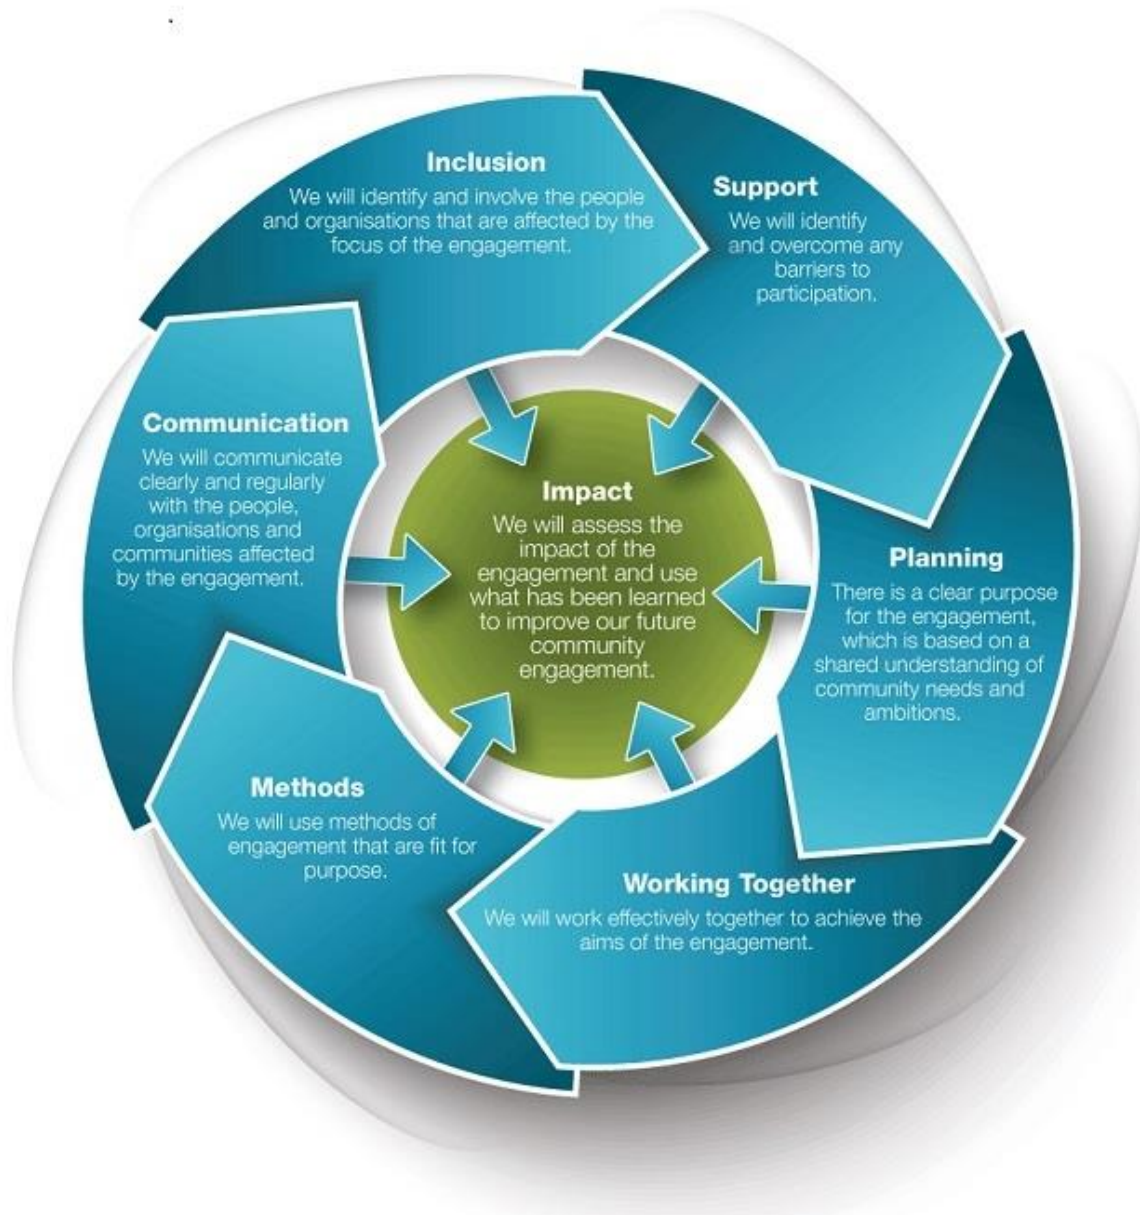 Inclusion
We will identify and involve the people
and organisations that are affected by the
focus of the engagement.
Support
We will identify
and overcome any
barriers to
participation.
Planning
There is a clear purpose
for the engagement,
which is based on a
shared understanding of
community needs and
ambitions.
Working Together
We will work effectively together to achieve the
aims of the engagement.
Methods
We will use methods of
engagement that are fit for
purpose.
Communication
We will communicate
clearly and regularly
with the people,
organisations and
communities affected
by the engagement.
Impact
We will assess the
impact of the
engagement and use
what has been learned
to improve our future
community
engagement.